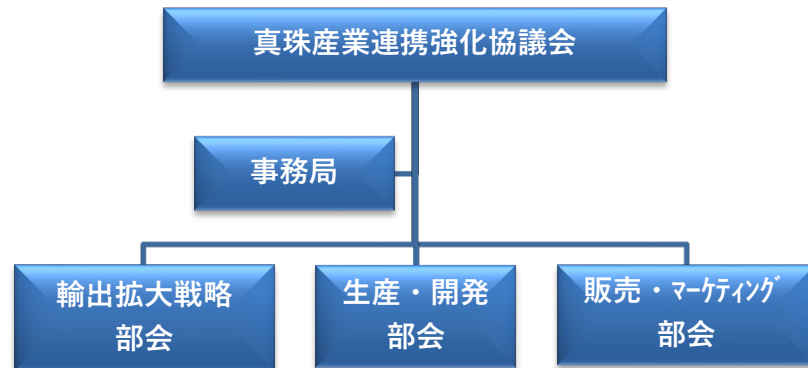 真珠産業連携強化協議会
事務局
輸出拡大戦略
部会
生産・開発
部会
販売・ﾏｰｹﾃｨﾝｸﾞ
部会